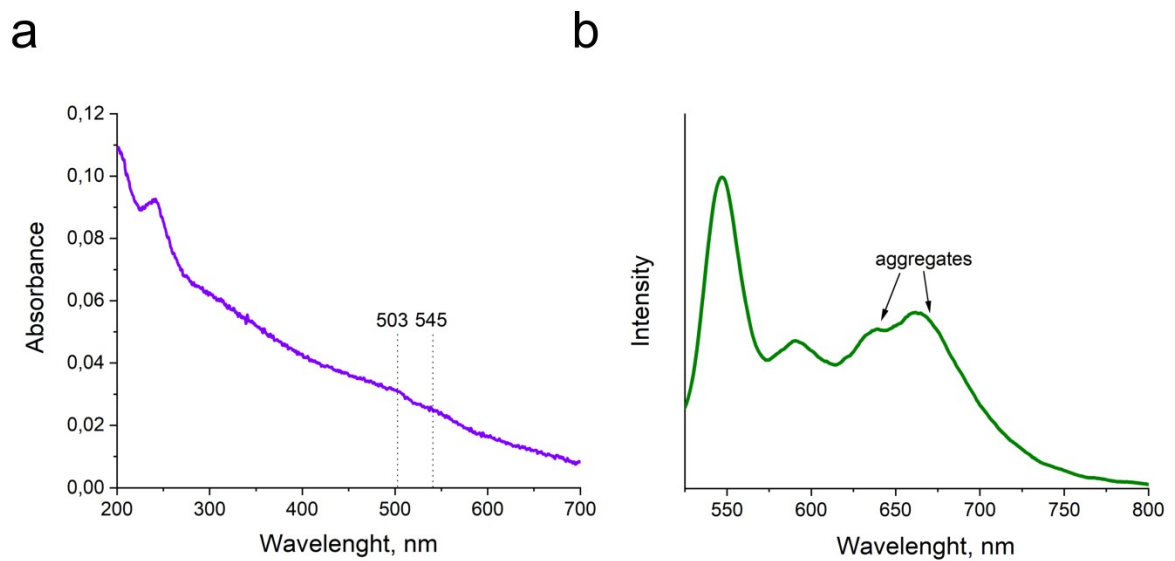 a
b
0,12
0,10
0,08
0,06
0,04
0,02
0,00
Absorbance
503 545
200 300 400 500 600 700
Wavelenght, nm
Intensity
aggregates
550 600 650 700 750 800
Wavelenght, nm